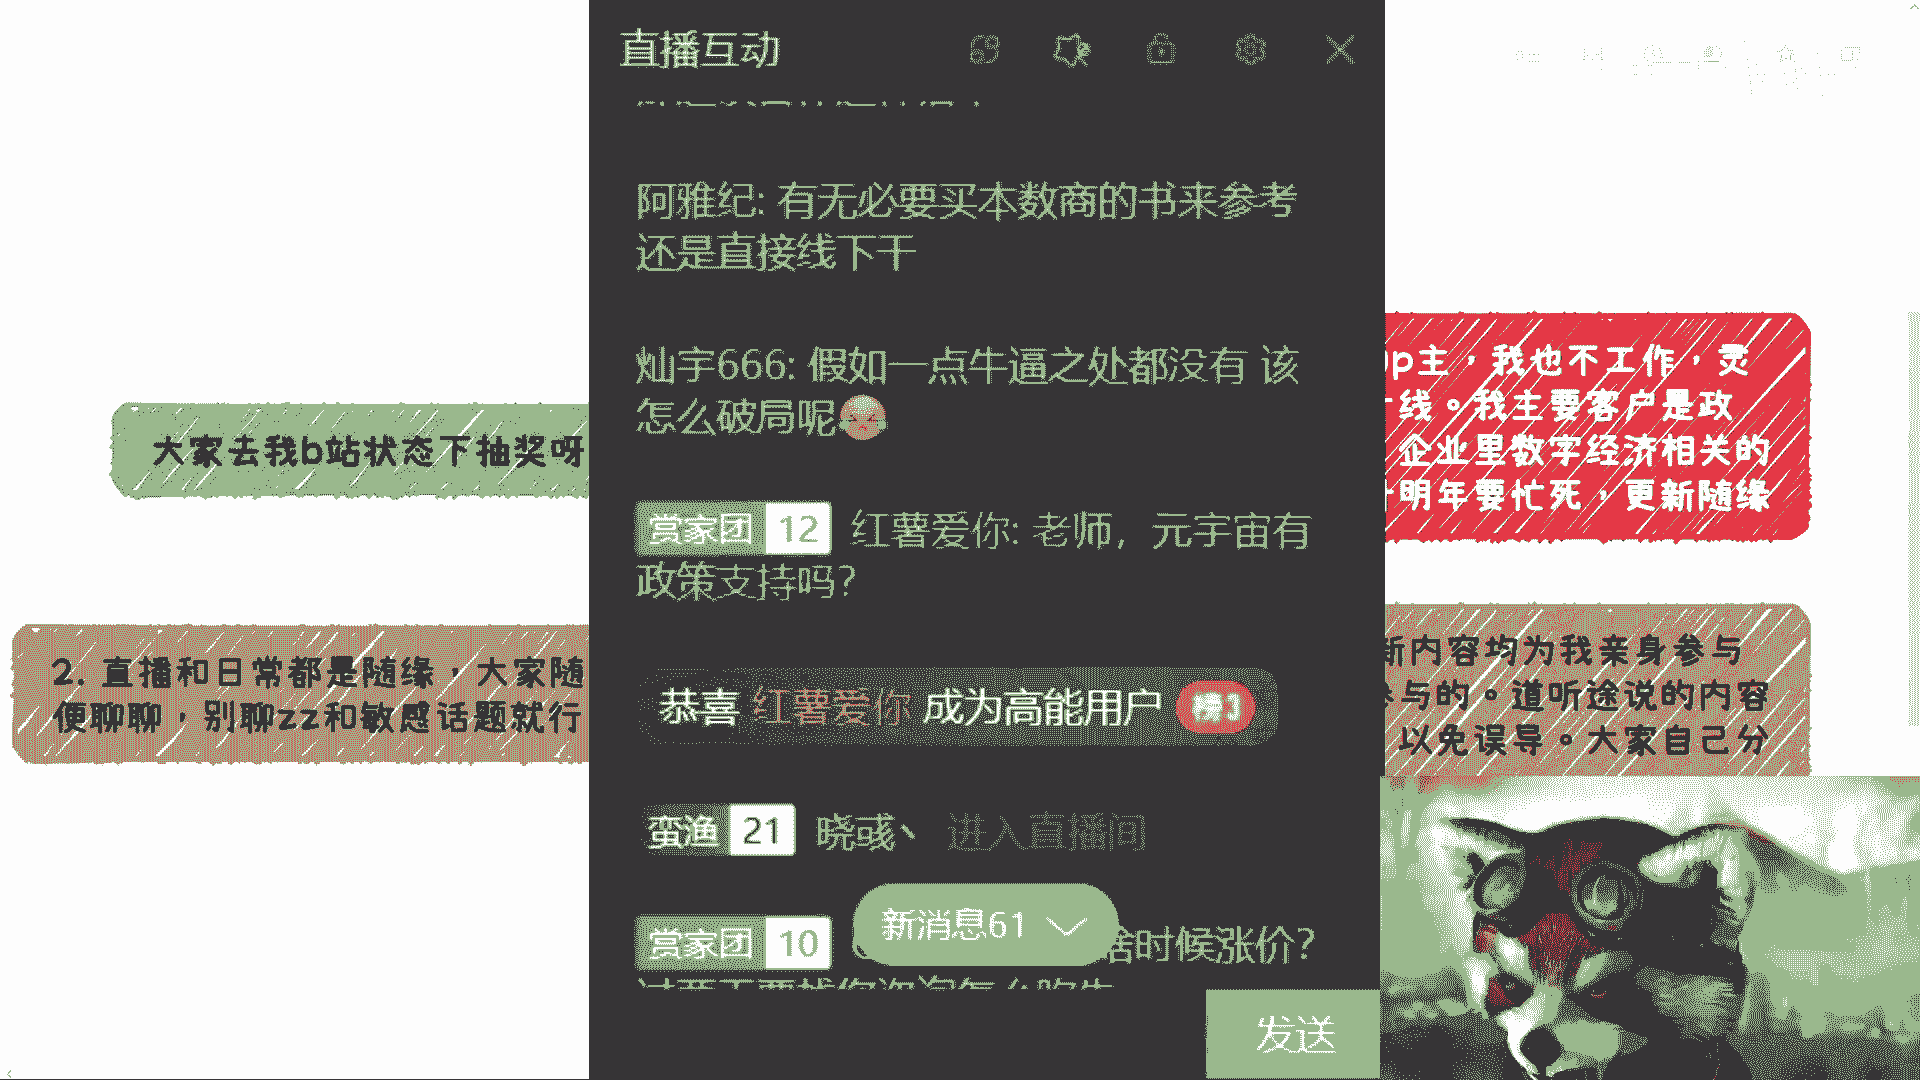 直播互动
阿雅纪: 有无必要买本数商的书来参考
还是直接线下干
灿宇666: 假如一点牛逼之处都没有 该
怎么破局呢
赏家团 12 红薯爱你: 老师，元宇宙有
政策支持吗?
恭喜 红薯爱你 成为高能用户 榜3
蛮渔 21 晓彧丶 进入直播间
赏家团 10
新消息61
啥时候涨价?
发送
大家去我b站状态下抽奖呀
2. 直播和日常都是随缘，大家随
便聊聊，别聊zz和敏感话题就行
up主，我也不工作，灵
线。我主要客户是政
企业里数字经济相关的
明年要忙死，更新随缘
新内容均为我亲身参与
参与的。道听途说的内容
以免误导。大家自己分